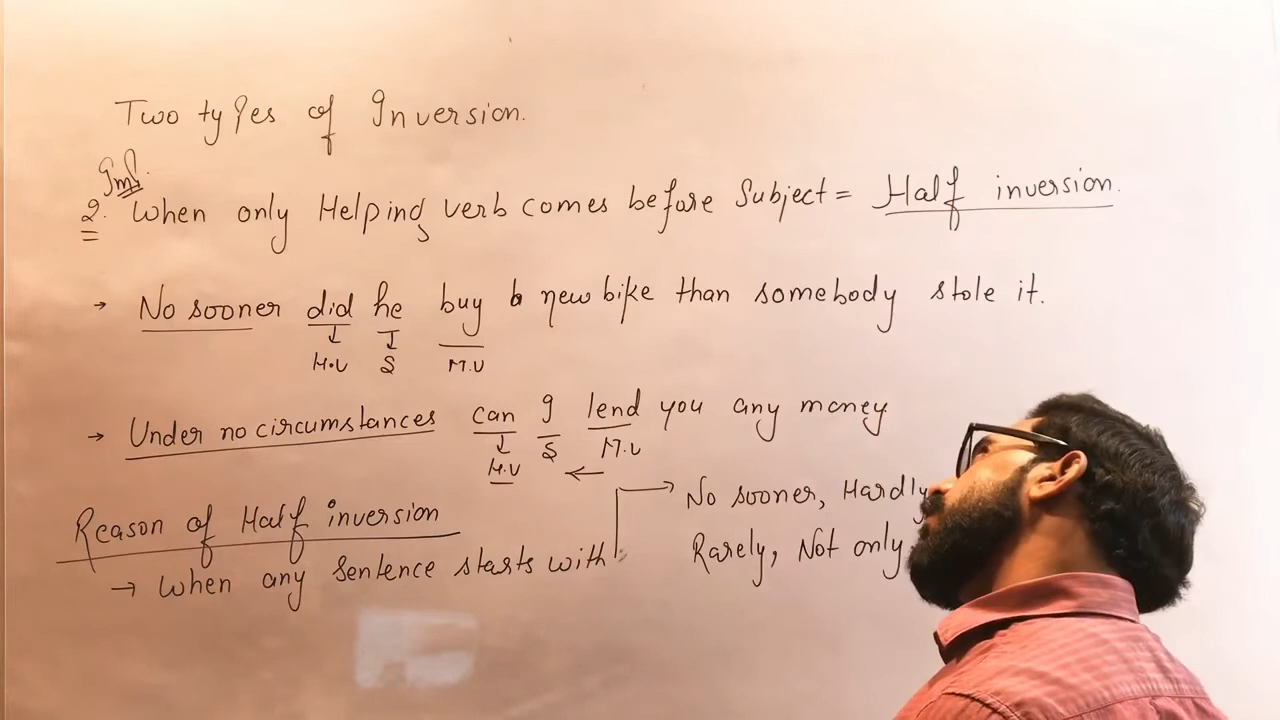 Two types of Inversion.
Imp.
2. When only Helping verb comes before Subject = Half inversion.
→ No sooner did he buy a new bike than somebody stole it.
H.V S M.V
→ Under no circumstances can I lend you any money
H.V S M.V
Reason of Half inversion
→ When any Sentence starts with
→ No sooner, Hardly
Rarely, Not only